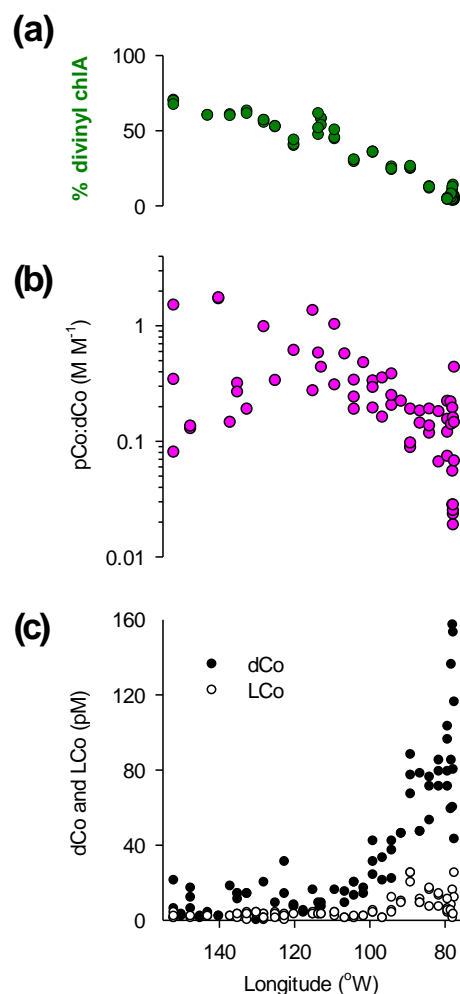 (a)
100
50
0
% divinyl chlA
(b)
1
0.1
0.01
pCo:dCo (M M⁻¹)
(c)
160
120
80
40
0
dCo and LCo (pM)
dCo
LCo
140 120 100 80
Longitude (°W)